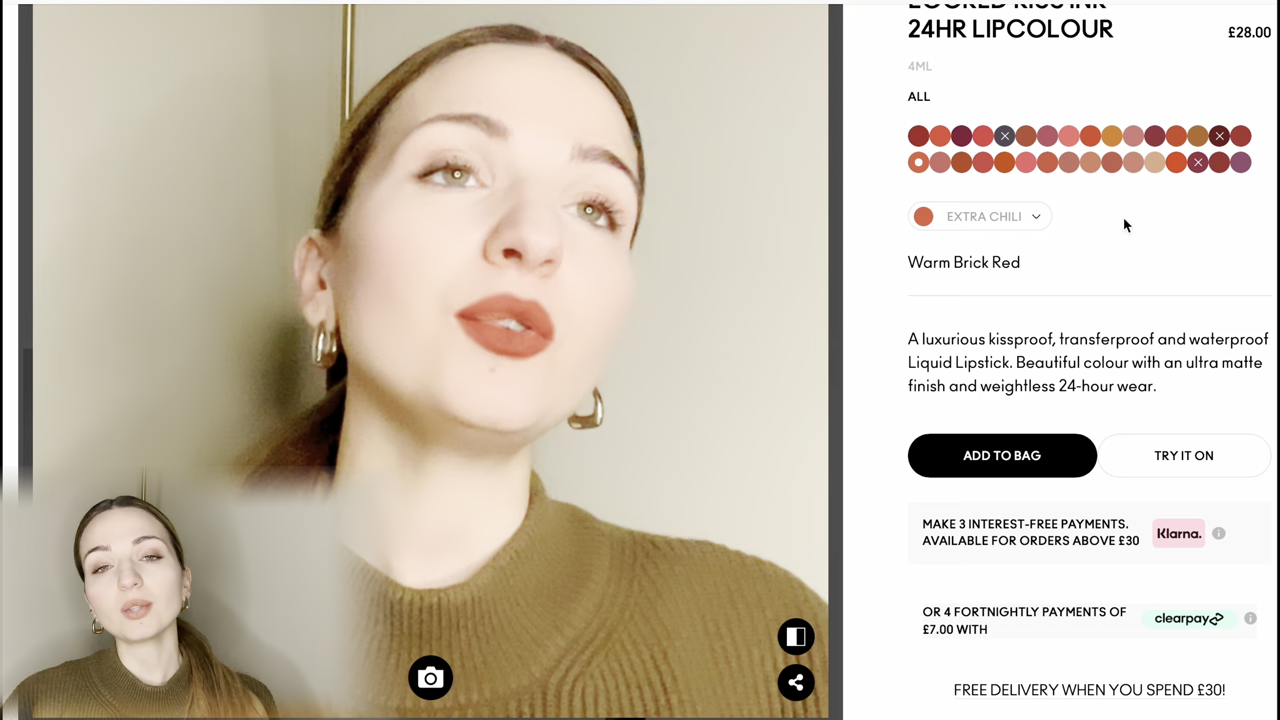 LOCKED KISS INK
24HR LIPCOLOUR
£28.00
4ML
ALL
EXTRA CHILI
Warm Brick Red
A luxurious kissproof, transferproof and waterproof
Liquid Lipstick. Beautiful colour with an ultra matte
finish and weightless 24-hour wear.
ADD TO BAG
TRY IT ON
MAKE 3 INTEREST-FREE PAYMENTS.
AVAILABLE FOR ORDERS ABOVE £30
Klarna.
OR 4 FORTNIGHTLY PAYMENTS OF
£7.00 WITH
clearpay
FREE DELIVERY WHEN YOU SPEND £30!